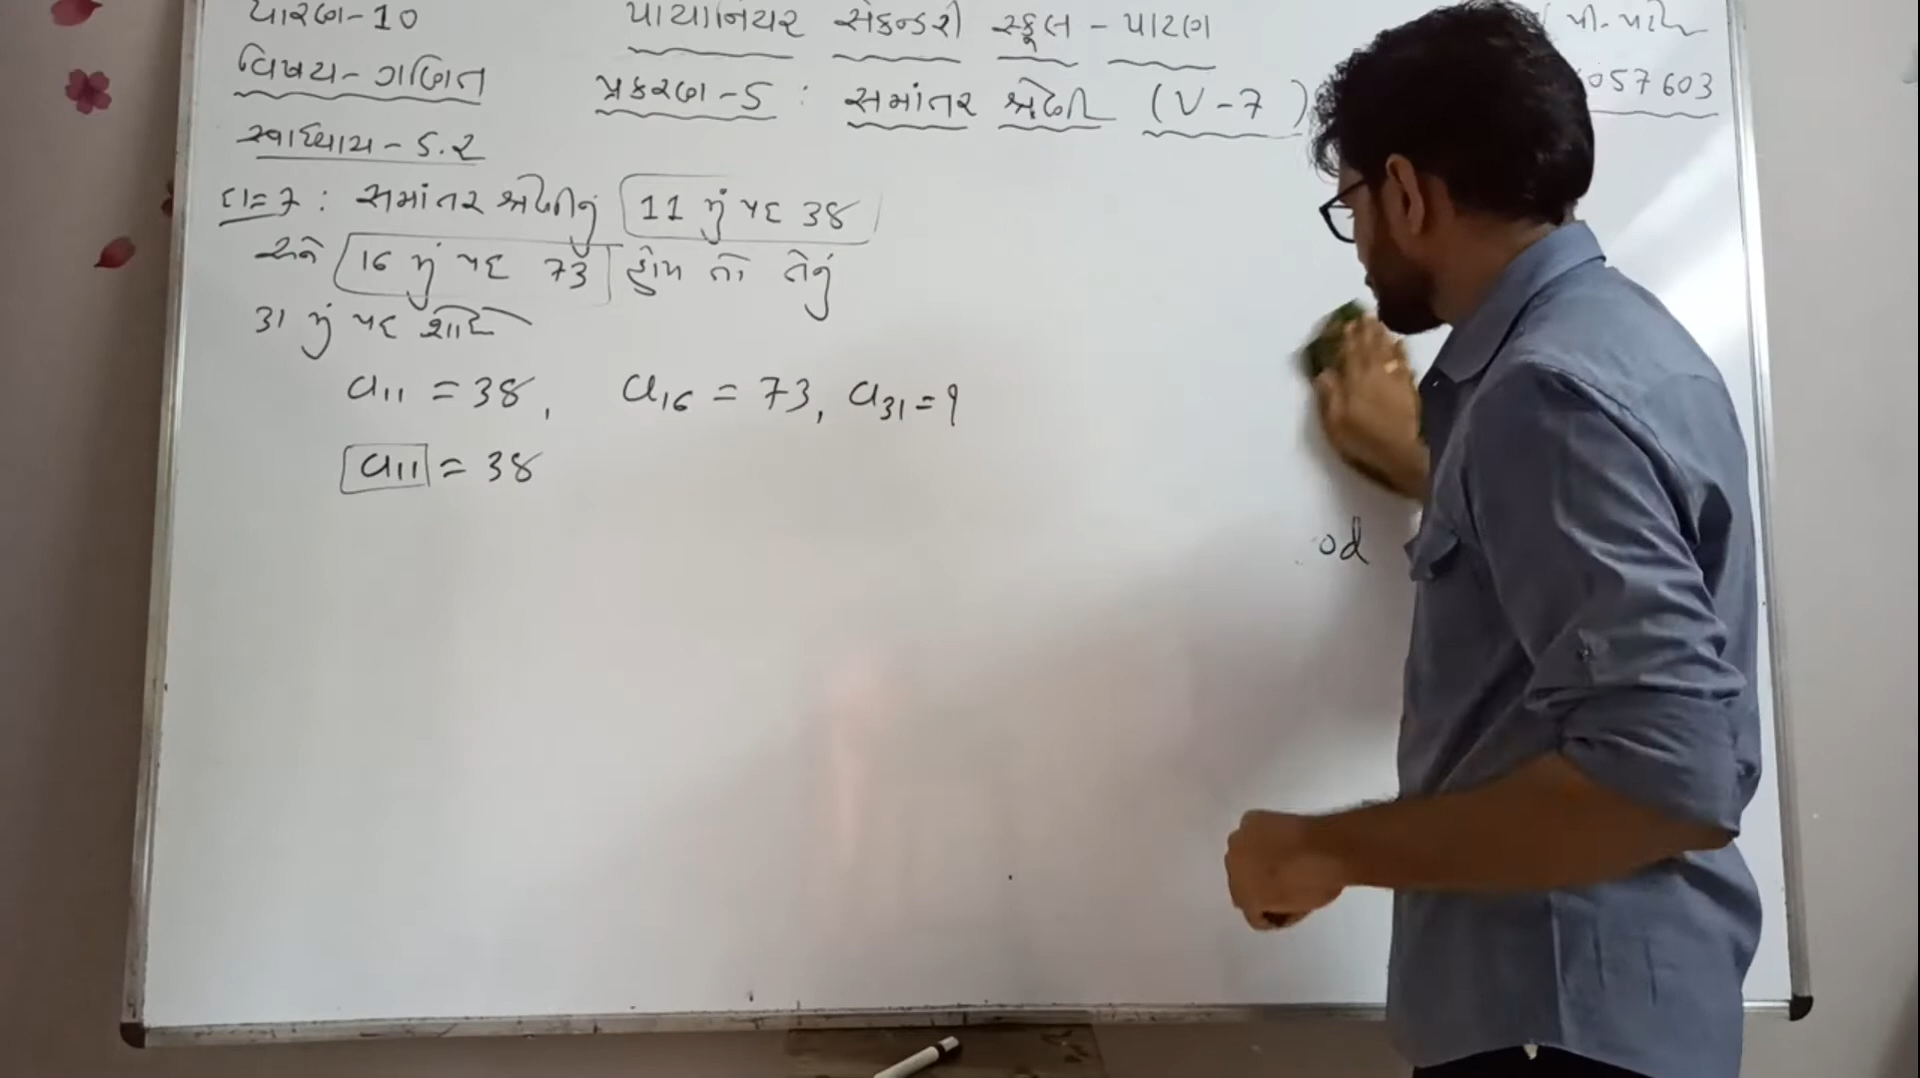 ધોરણ-10 પાયોનિયર સેકન્ડરી સ્કૂલ - પાટણ પી. પટેલ
વિષય- ગણિત પ્રકરણ-5 : સમાંતર શ્રેઢી (V-7) 057603
સ્વાધ્યાય - 5.2
દા=7 : સમાંતર શ્રેઢીનું 11 મું પદ 38
અને 16 મું પદ 73 હોય તો તેનું
31 મું પદ શોધો
a11 = 38, a16 = 73, a31 = ?
a11 = 38
od